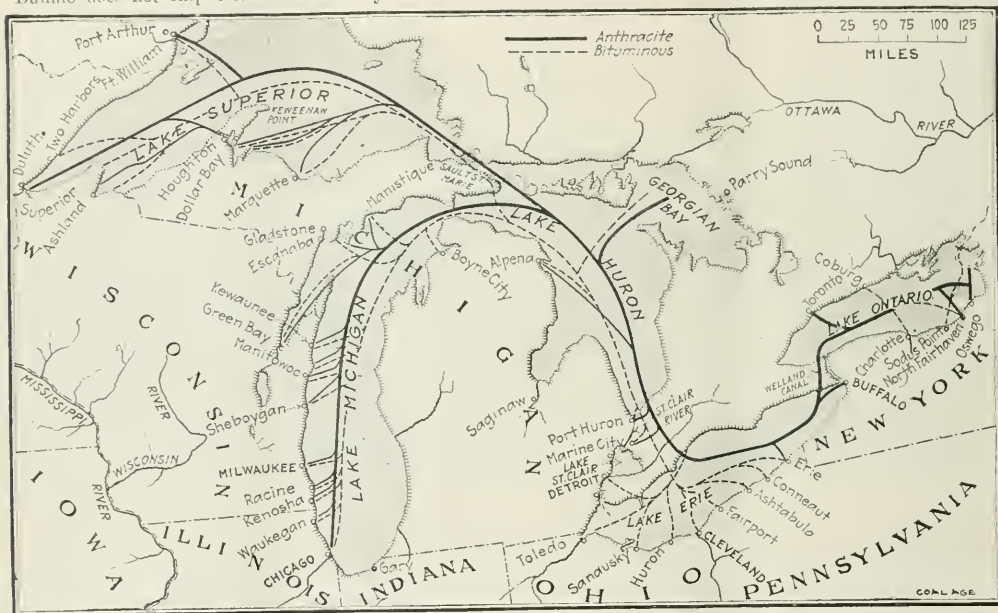 Port Arthur
Ft. William
Two Harbors
Duluth
Superior
Ashland
LAKE SUPERIOR
KEWEENAW
POINT
Houghton
Dollar Bay
Marquette
Manistique
SAULT STE
MARIE
Gladstone
Escanaba
Kewaunee
Green Bay
Manitowoc
Sheboygan
MILWAUKEE
Racine
Kenosha
Waukegan
CHICAGO
Gary
LAKE MICHIGAN
Boyne City
Alpena
Saginaw
LAKE HURON
GEORGIAN
BAY
Parry Sound
OTTAWA
RIVER
Anthracite
Bituminous
0 25 50 75 100 125
MILES
Coburg
Toronto
LAKE ONTARIO
Charlotte
Sodus Point
North Fairhaven
Oswego
WELLAND
CANAL
BUFFALO
Port Huron
Marine City
LAKE
ST. CLAIR
DETROIT
ST. CLAIR
RIVER
LAKE ERIE
Erie
Conneaut
Ashtabula
Fairport
CLEVELAND
Huron
Sandusky
Toledo
MISSISSIPPI
RIVER
WISCONSIN
RIVER
WISCONSIN
MICHIGAN
IOWA
ILLINOIS
INDIANA
OHIO
PENNSYLVANIA
NEW YORK
COAL AGE